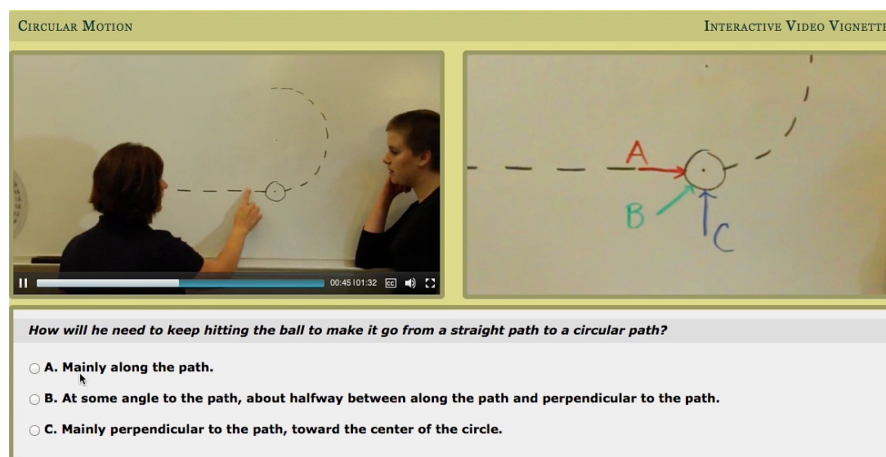 CIRCULAR MOTION
INTERACTIVE VIDEO VIGNETTE
A
B
C
00:45 | 01:32 CC
How will he need to keep hitting the ball to make it go from a straight path to a circular path?
A. Mainly along the path.
B. At some angle to the path, about halfway between along the path and perpendicular to the path.
C. Mainly perpendicular to the path, toward the center of the circle.